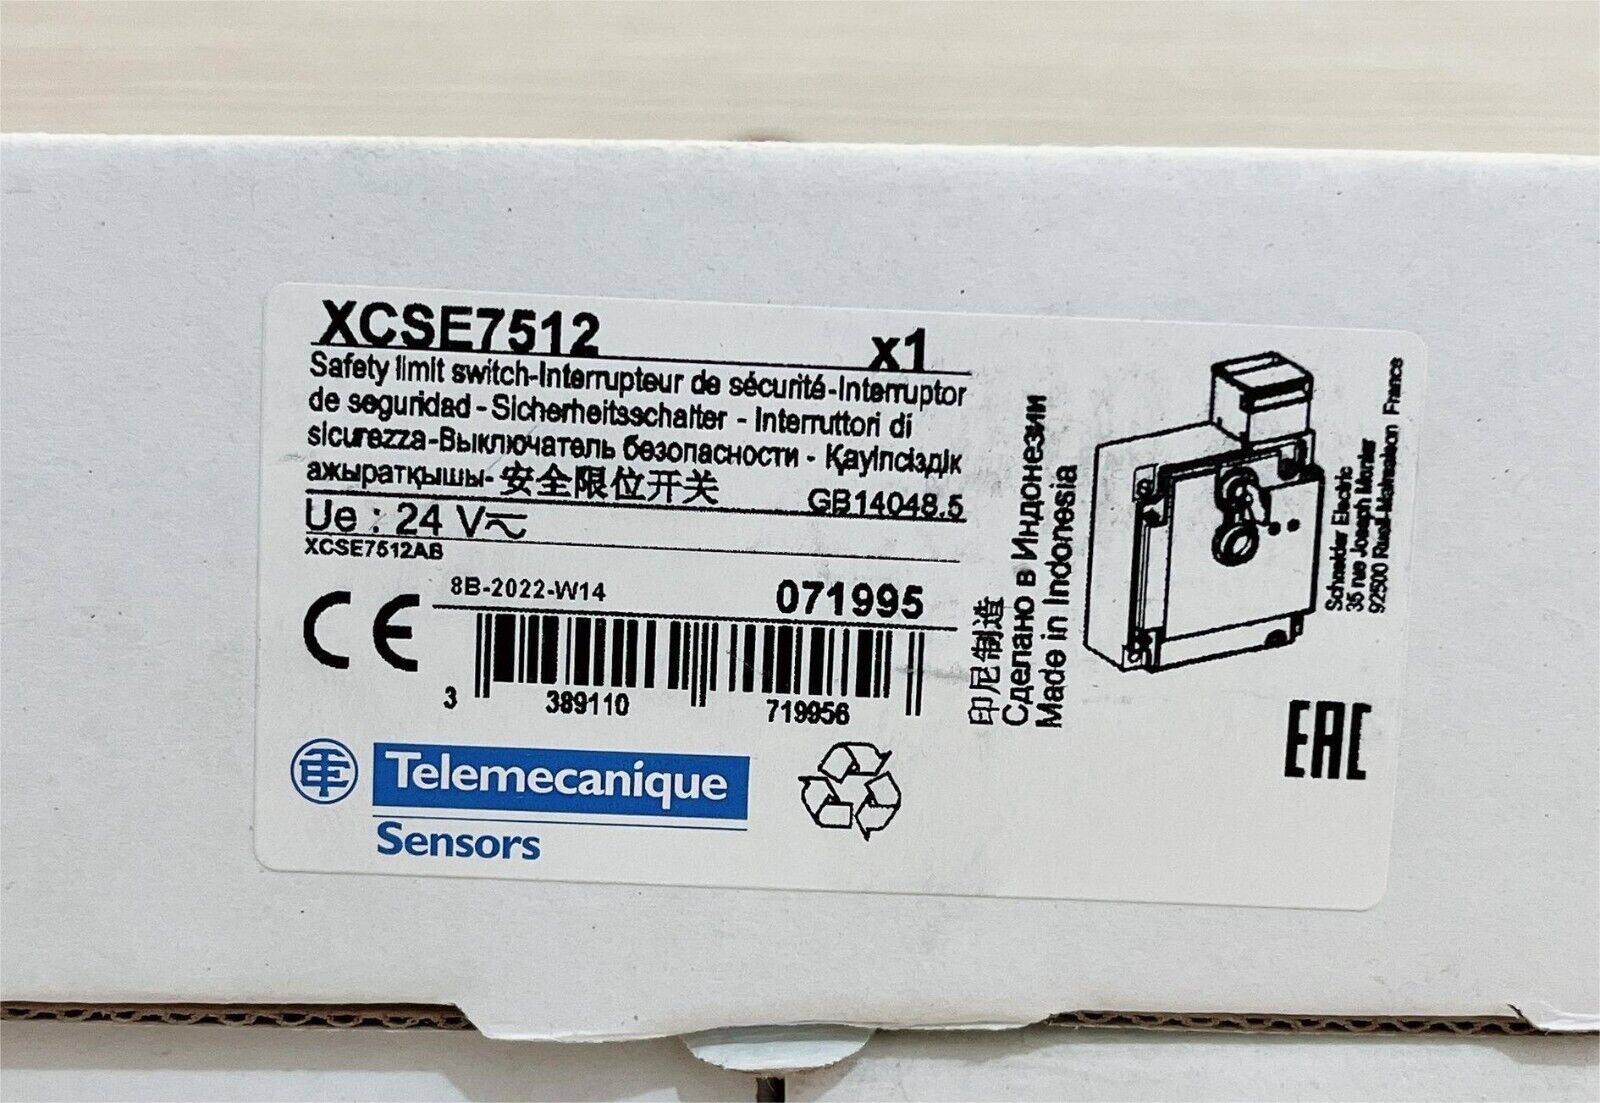 XCSE7512 x1
Safety limit switch-Interrupteur de sécurité-Interruptor
de seguridad - Sicherheitsschalter - Interruttori di
sicurezza-Выключатель безопасности - Қауіпсіздік
ажыратқышы-安全限位开关 GB14048.5
Ue : 24 V
XCSE7512AB
8B-2022-W14 071995
CE
3 389110 719956
印尼制造
Сделано в Индонезии
Made in Indonesia
Schneider Electric
35 rue Joseph Monier
92500 Rueil-Malmaison France
EAC
TE Telemecanique
Sensors